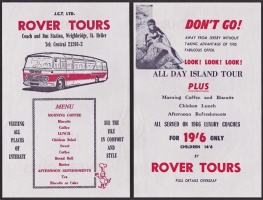 J.C.T. LTD.
ROVER TOURS
Coach and Bus Station, Weighbridge, St. Helier
Tel: Central
MENU
MORNING COFFEE
Biscuits
Coffee
LUNCH
Chicken Salad
Sweet
Coffee
Bread Roll
Butter
AFTERNOON REFRESHMENTS
Tea
Biscuits or Cakes
VISITING
ALL
PLACES
OF
INTEREST
SEE THE
ISLE IN
COMFORT
AND
STYLE
DON'T GO!
AWAY FROM JERSEY WITHOUT
TAKING ADVANTAGE OF THIS
FABULOUS OFFER
LOOK! LOOK! LOOK!
ALL DAY ISLAND TOUR
PLUS
Morning Coffee and Biscuits
Chicken Lunch
Afternoon Refreshments
ALL SERVED ON 1966 LUXURY COACHES
FOR 19'6 ONLY
CHILDREN 14/6
BY
ROVER TOURS
FULL DETAILS OVERLEAF